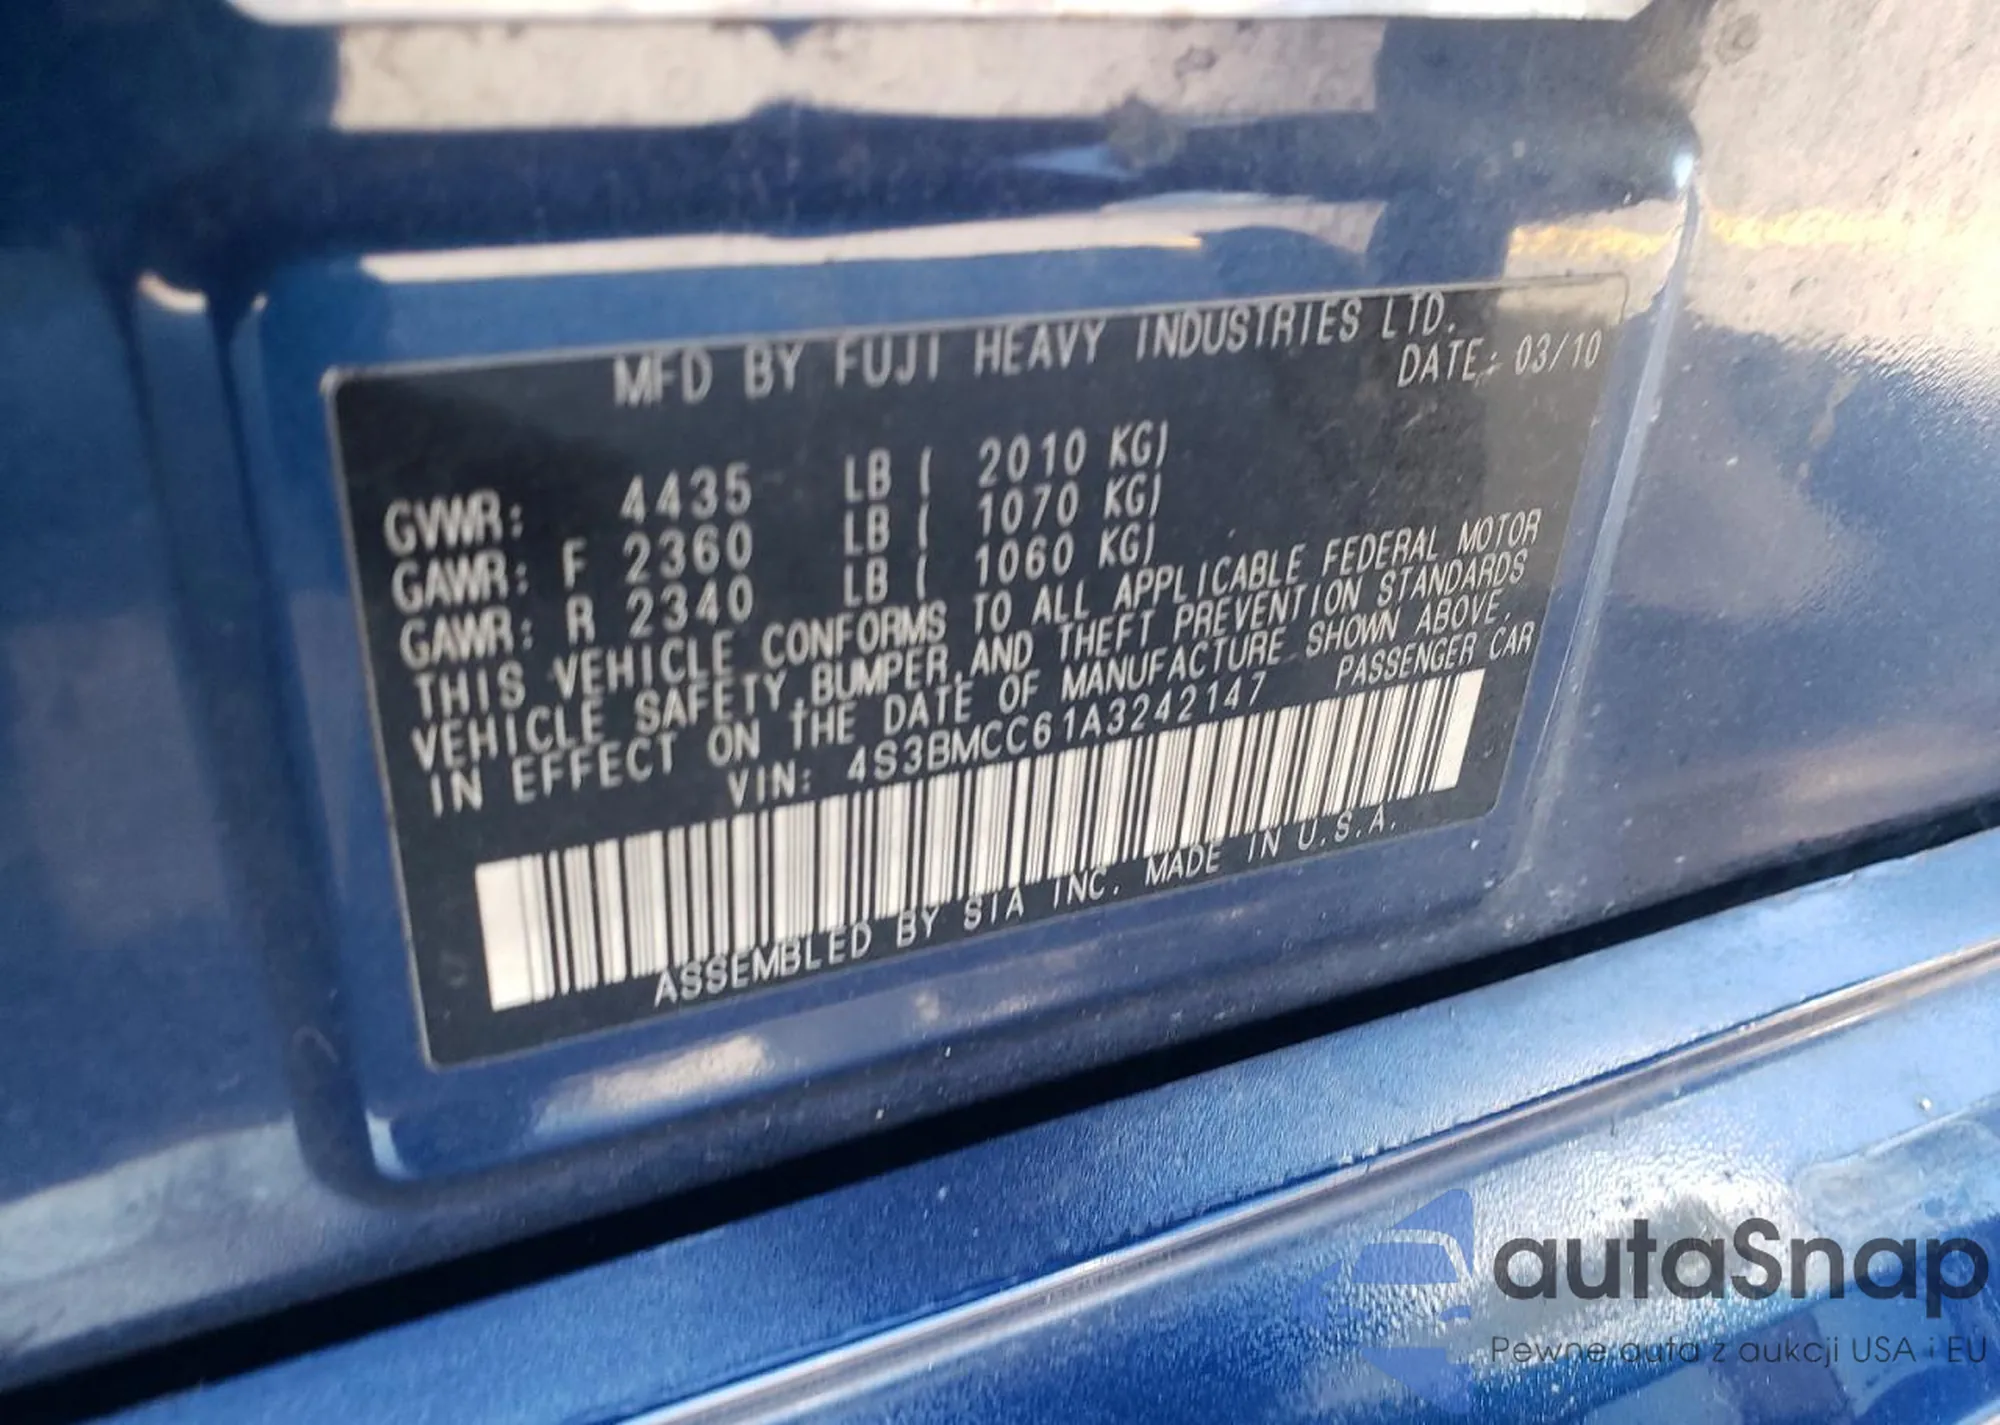 MFD BY FUJI HEAVY INDUSTRIES LTD.
DATE: 03/10
GVWR: 4435 LB ( 2010 KG)
GAWR: F 2360 LB ( 1070 KG)
GAWR: R 2340 LB ( 1060 KG)
THIS VEHICLE CONFORMS TO ALL APPLICABLE FEDERAL MOTOR
VEHICLE SAFETY,BUMPER,AND THEFT PREVENTION STANDARDS
IN EFFECT ON THE DATE OF MANUFACTURE SHOWN ABOVE.
VIN: 4S3BMCC61A3242147 PASSENGER CAR
ASSEMBLED BY SIA INC. MADE IN U.S.A.
autaSnap
Pewne auta z aukcji USA i EU